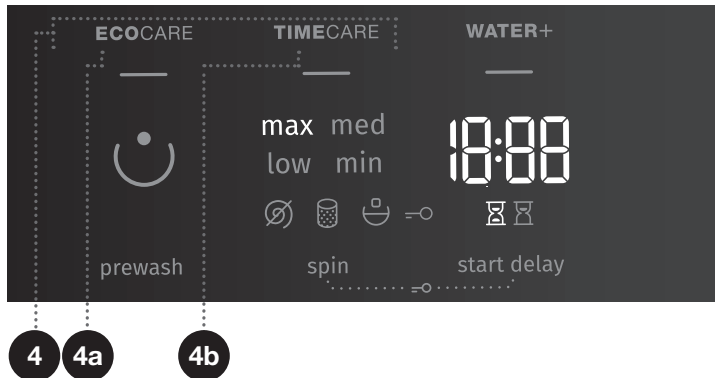 ECOCARE TIMECARE WATER+
max med
low min
18:88
prewash spin start delay
4 4a 4b